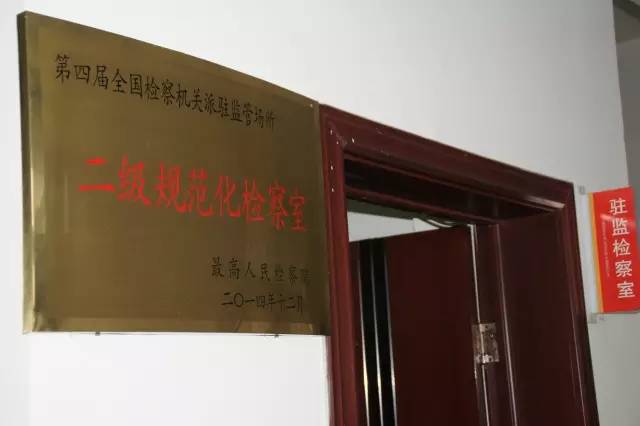 第四届全国检察机关派驻监管场所
二级规范化检察室
最高人民检察院
二〇一四年十二月
驻监检察室